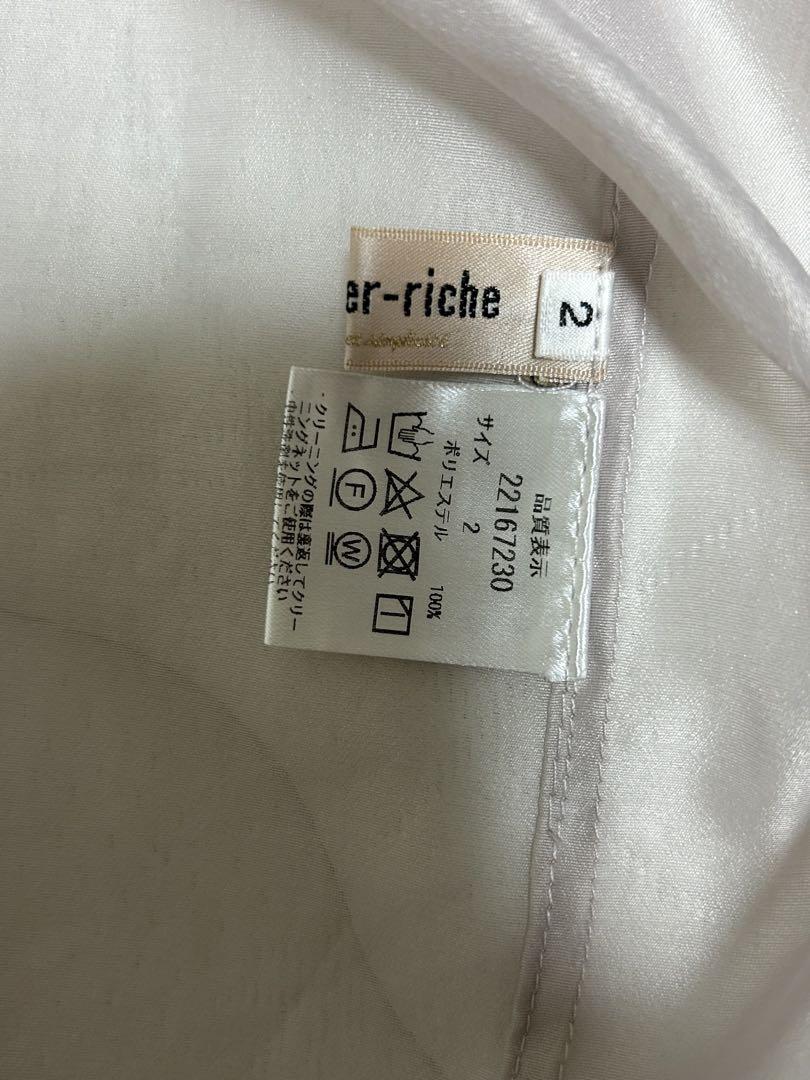 er-riche
2
品質表示
22167230
サイズ 2
ポリエステル 100%
F
W
・クリーニングの際は裏返してクリー
ニングネットをご使用ください